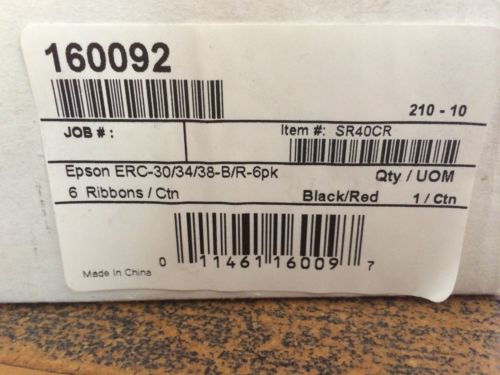 160092
210 - 10
JOB # :
Item #: SR40CR
Epson ERC-30/34/38-B/R-6pk
Qty / UOM
6 Ribbons / Ctn
Black/Red
1 / Ctn
0 11461 16009 7
Made In China